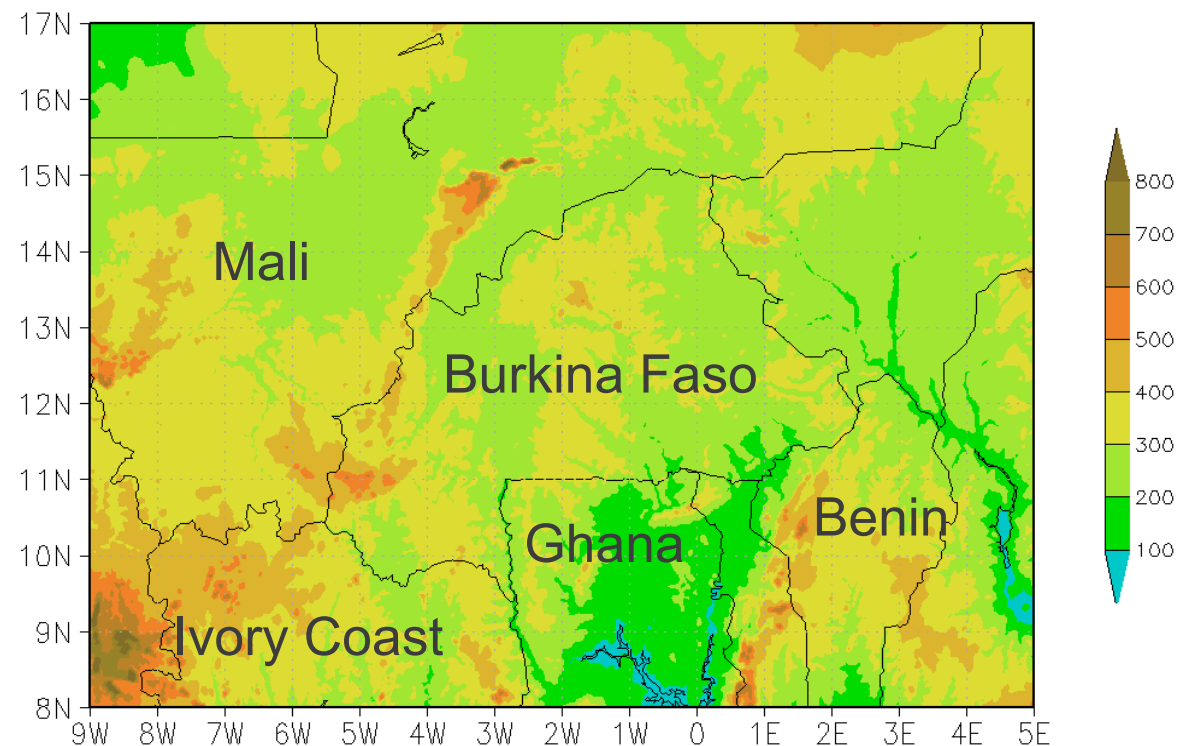 17N
16N
15N
14N
13N
12N
11N
10N
9N
8N
Mali
Burkina Faso
Ghana
Benin
Ivory Coast
9W 8W 7W 6W 5W 4W 3W 2W 1W 0 1E 2E 3E 4E 5E
800
700
600
500
400
300
200
100